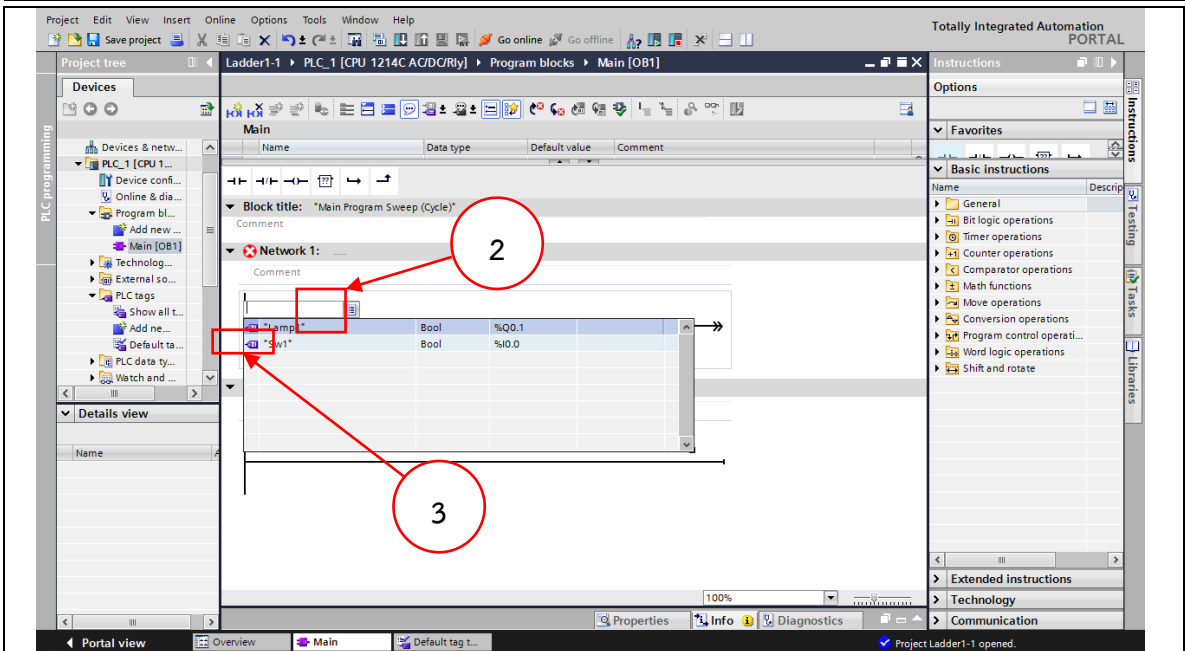 Project Edit View Insert Online Options Tools Window Help
Totally Integrated Automation
PORTAL
Save project Go online Go offline
Project tree
Ladder1-1 PLC_1 [CPU 1214C AC/DC/Rly] Program blocks Main [OB1]
Instructions
Devices
Options
PLC programming
Main
Name Data type Default value Comment
Devices & netw...
PLC_1 [CPU 1...
Device confi...
Online & dia...
Program bl...
Add new ...
Main [OB1]
Technolog...
External so...
PLC tags
Show all t...
Add ne...
Default ta...
PLC data ty...
Watch and ...
Details view
Name
Block title: "Main Program Sweep (Cycle)"
Comment
Network 1: .....
Comment
2
"Lamp1" Bool %Q0.1
"Sw1" Bool %I0.0
3
100%
Properties Info Diagnostics
Favorites
Basic instructions
Name Descrip
General
Bit logic operations
Timer operations
Counter operations
Comparator operations
Math functions
Move operations
Conversion operations
Program control operati...
Word logic operations
Shift and rotate
Extended instructions
Technology
Communication
Instructions
Testing
Tasks
Libraries
Portal view Overview Main Default tag t...
Project Ladder1-1 opened.